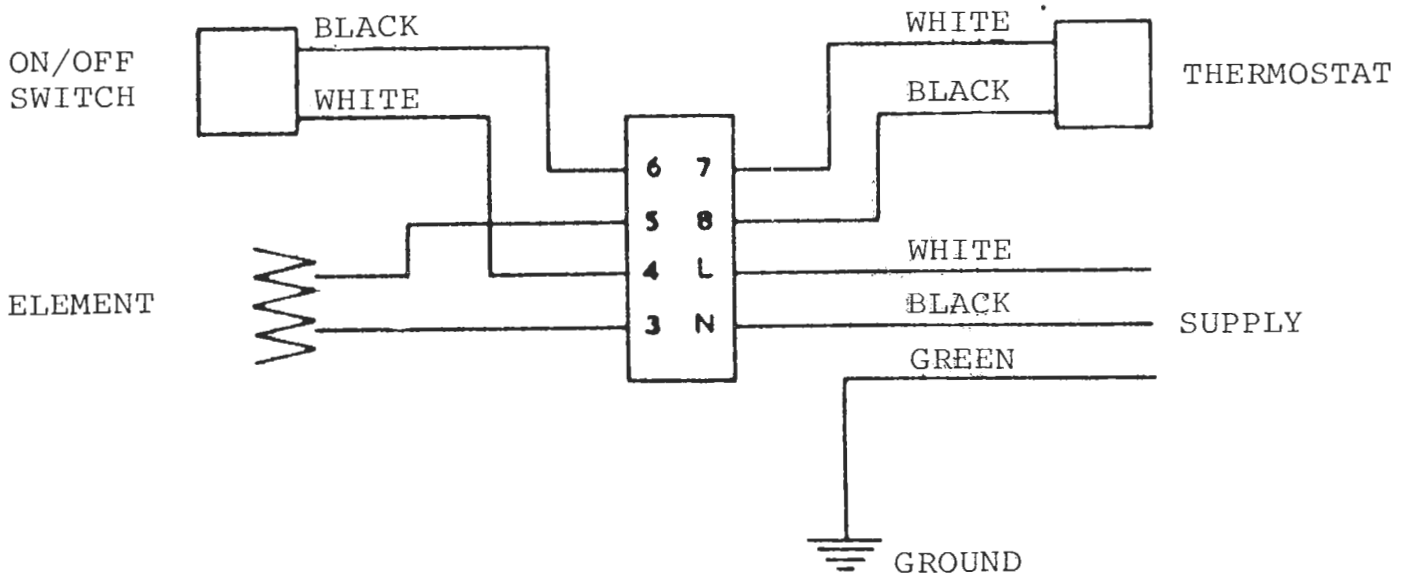 BLACK
WHITE
ON/OFF
SWITCH
THERMOSTAT
WHITE
BLACK
6 7
5 8
4 L
3 N
WHITE
BLACK
GREEN
ELEMENT
SUPPLY
GROUND